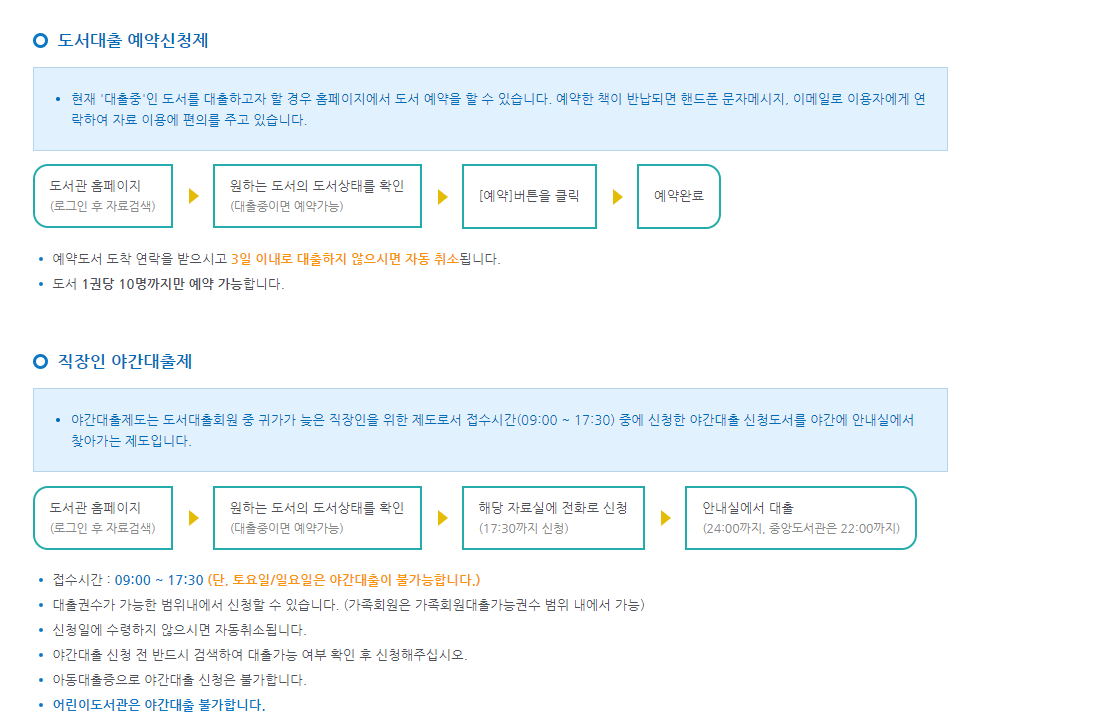 도서대출 예약신청제
현재 '대출중'인 도서를 대출하고자 할 경우 홈페이지에서 도서 예약을 할 수 있습니다. 예약한 책이 반납되면 핸드폰 문자메시지, 이메일로 이용자에게 연
락하여 자료 이용에 편의를 주고 있습니다.
도서관 홈페이지
(로그인 후 자료검색)
원하는 도서의 도서상태를 확인
(대출중이면 예약가능)
[예약]버튼을 클릭
예약완료
예약도서 도착 연락을 받으시고 3일 이내로 대출하지 않으시면 자동 취소됩니다.
도서 1권당 10명까지만 예약 가능합니다.
직장인 야간대출제
야간대출제도는 도서대출회원 중 귀가가 늦은 직장인을 위한 제도로서 접수시간(09:00 ~ 17:30) 중에 신청한 야간대출 신청도서를 야간에 안내실에서
찾아가는 제도입니다.
도서관 홈페이지
(로그인 후 자료검색)
원하는 도서의 도서상태를 확인
(대출중이면 예약가능)
해당 자료실에 전화로 신청
(17:30까지 신청)
안내실에서 대출
(24:00까지, 중앙도서관은 22:00까지)
접수시간 : 09:00 ~ 17:30 (단, 토요일/일요일은 야간대출이 불가능합니다.)
대출권수가 가능한 범위내에서 신청할 수 있습니다. (가족회원은 가족회원대출가능권수 범위 내에서 가능)
신청일에 수령하지 않으시면 자동취소됩니다.
야간대출 신청 전 반드시 검색하여 대출가능 여부 확인 후 신청해주십시오.
아동대출증으로 야간대출 신청은 불가합니다.
어린이도서관은 야간대출 불가합니다.